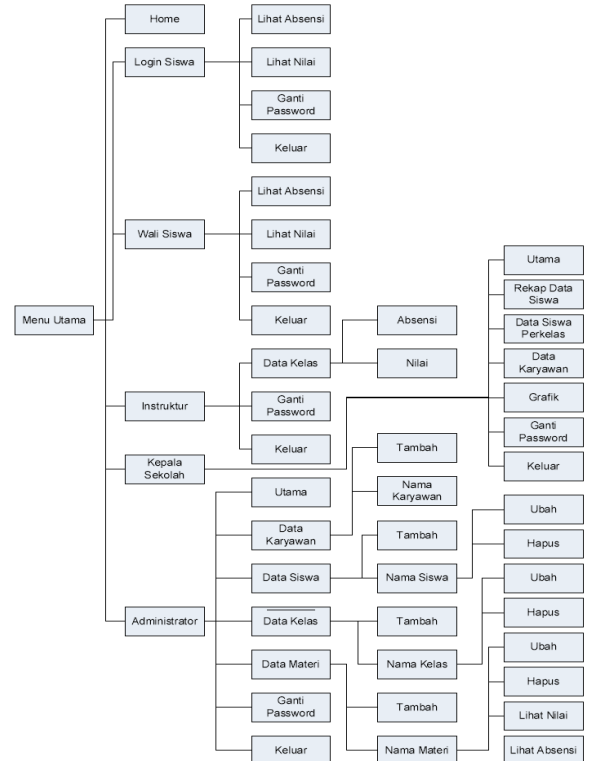 Menu Utama
Home
Login Siswa
Lihat Absensi
Lihat Nilai
Ganti
Password
Keluar
Wali Siswa
Lihat Absensi
Lihat Nilai
Ganti
Password
Keluar
Instruktur
Data Kelas
Absensi
Nilai
Ganti
Password
Keluar
Kepala
Sekolah
Utama
Rekap Data
Siswa
Data Siswa
Perkelas
Data
Karyawan
Grafik
Ganti
Password
Keluar
Administrator
Utama
Data
Karyawan
Tambah
Nama
Karyawan
Data Siswa
Tambah
Nama Siswa
Ubah
Hapus
Data Kelas
Tambah
Nama Kelas
Ubah
Hapus
Data Materi
Tambah
Nama Materi
Ubah
Hapus
Lihat Nilai
Lihat Absensi
Ganti
Password
Keluar